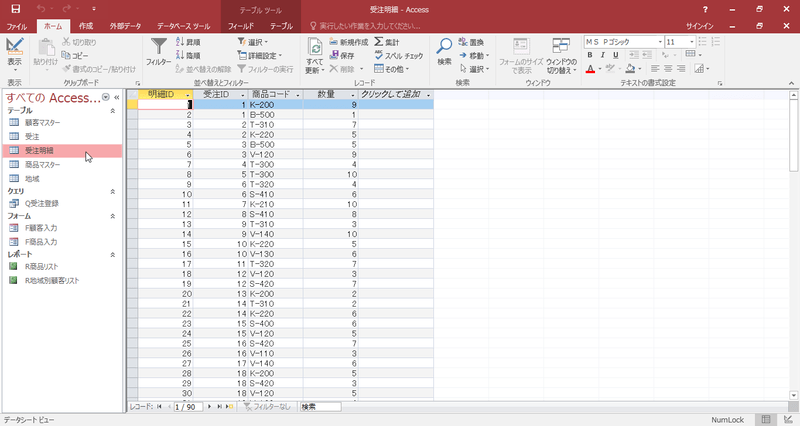 テーブル ツール
受注明細 - Access
ファイル ホーム 作成 外部データ データベース ツール フィールド テーブル 実行したい作業を入力してください... サインイン
表示 貼り付け 切り取り コピー 書式のコピー/貼り付け フィルター 昇順 降順 並べ替えの解除 選択 詳細設定 フィルターの実行 すべて更新 新規作成 保存 削除 集計 スペル チェック その他 検索 置換 移動 選択 フォームのサイズで表示 ウィンドウの切り替え MS Pゴシック 11
表示 クリップボード 並べ替えとフィルター レコード 検索 ウィンドウ テキストの書式設定
すべての Access...
テーブル
顧客マスター
受注
受注明細
商品マスター
地域
クエリ
Q受注登録
フォーム
F顧客入力
F商品入力
レポート
R商品リスト
R地域別顧客リスト
明細ID 受注ID 商品コード 数量 クリックして追加
1 1 K-200 9
2 1 B-500 1
3 2 T-310 7
4 2 K-220 5
5 3 B-500 5
6 3 V-120 9
7 4 T-300 4
8 5 T-300 10
9 6 T-320 4
10 6 S-410 6
11 7 K-210 10
12 8 S-410 8
13 9 T-310 3
14 9 V-140 10
15 10 K-220 5
16 10 V-130 6
17 11 T-320 7
18 12 V-120 3
19 12 S-420 7
20 13 K-200 2
21 14 T-310 2
22 14 K-220 6
23 15 S-400 6
24 15 V-120 5
25 16 S-420 7
26 16 V-110 3
27 17 V-140 6
28 18 K-200 5
29 18 S-420 3
30 18 V-120 5
レコード: 1 / 90 フィルターなし 検索
データシート ビュー NumLock